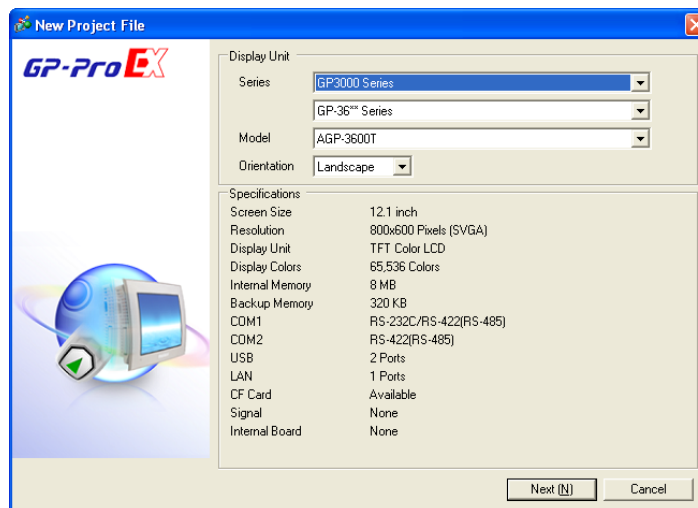 New Project File
GP-Pro EX
Display Unit
Series GP3000 Series
GP-36** Series
Model AGP-3600T
Orientation Landscape
Specifications
Screen Size 12.1 inch
Resolution 800x600 Pixels (SVGA)
Display Unit TFT Color LCD
Display Colors 65,536 Colors
Internal Memory 8 MB
Backup Memory 320 KB
COM1 RS-232C/RS-422(RS-485)
COM2 RS-422(RS-485)
USB 2 Ports
LAN 1 Ports
CF Card Available
Signal None
Internal Board None
Next (N) Cancel